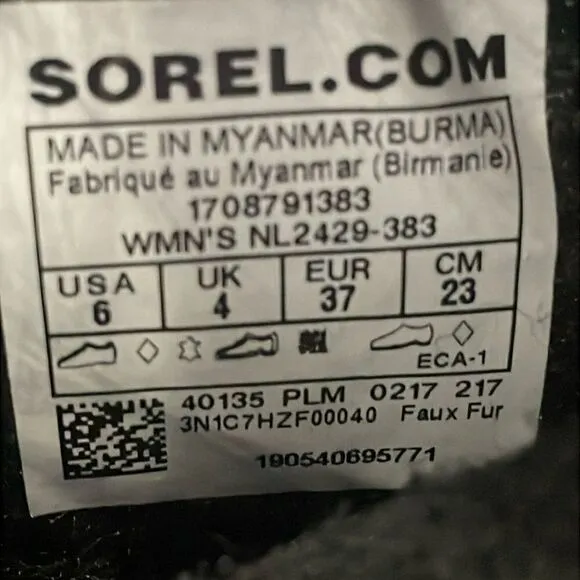 SOREL.COM
MADE IN MYANMAR(BURMA)
Fabriqué au Myanmar (Birmanie)
1708791383
WMN'S NL2429-383
USA UK EUR CM
6 4 37 23
ECA-1
40135 PLM 0217 217
3N1C7HZF00040 Faux Fur
190540695771